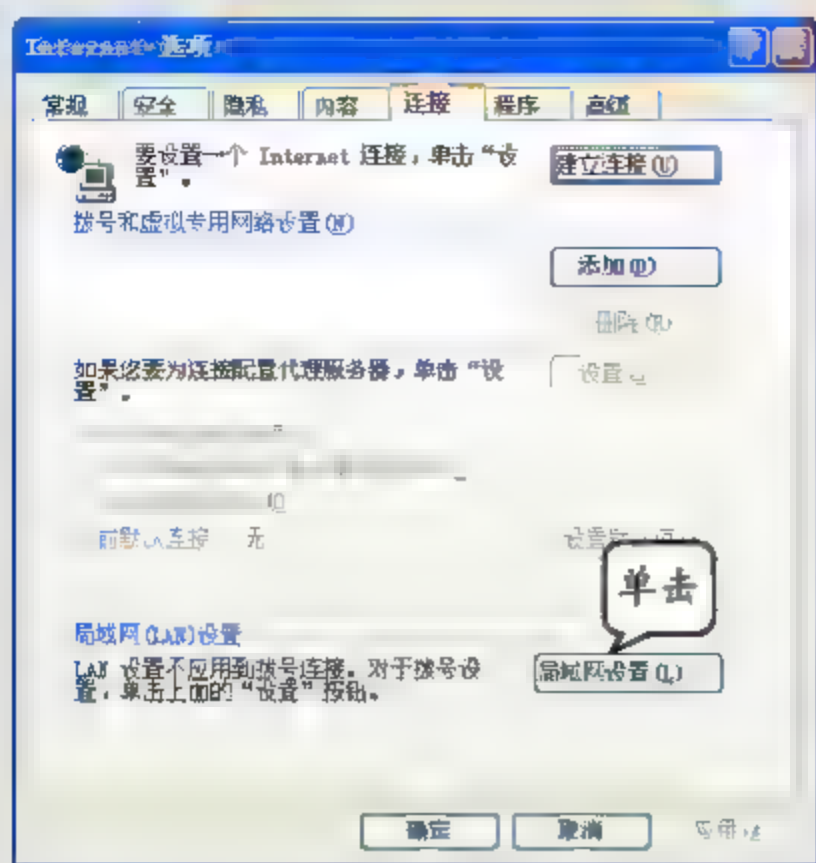 Internet 选项
常规 安全 隐私 内容 连接 程序 高级
要设置一个 Internet 连接，单击“设
置”。
建立连接(U)
拨号和虚拟专用网络设置(N)
添加(D)
删除(R)
如果您要为连接配置代理服务器，单击“设
置”。
设置
前默认连接 无
单击
局域网(LAN)设置
LAN 设置不应用到拨号连接。对于拨号设
置，单击上面的“设置”按钮。
局域网设置(L)
确定 取消